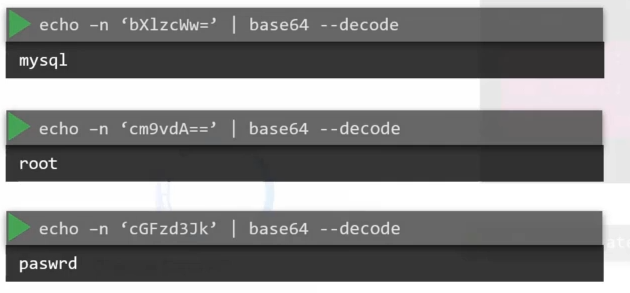 echo –n ‘bXlzcWw=’ | base64 --decode
mysql
echo –n ‘cm9vdA==’ | base64 --decode
root
echo –n ‘cGFzd3Jk’ | base64 --decode
paswrd